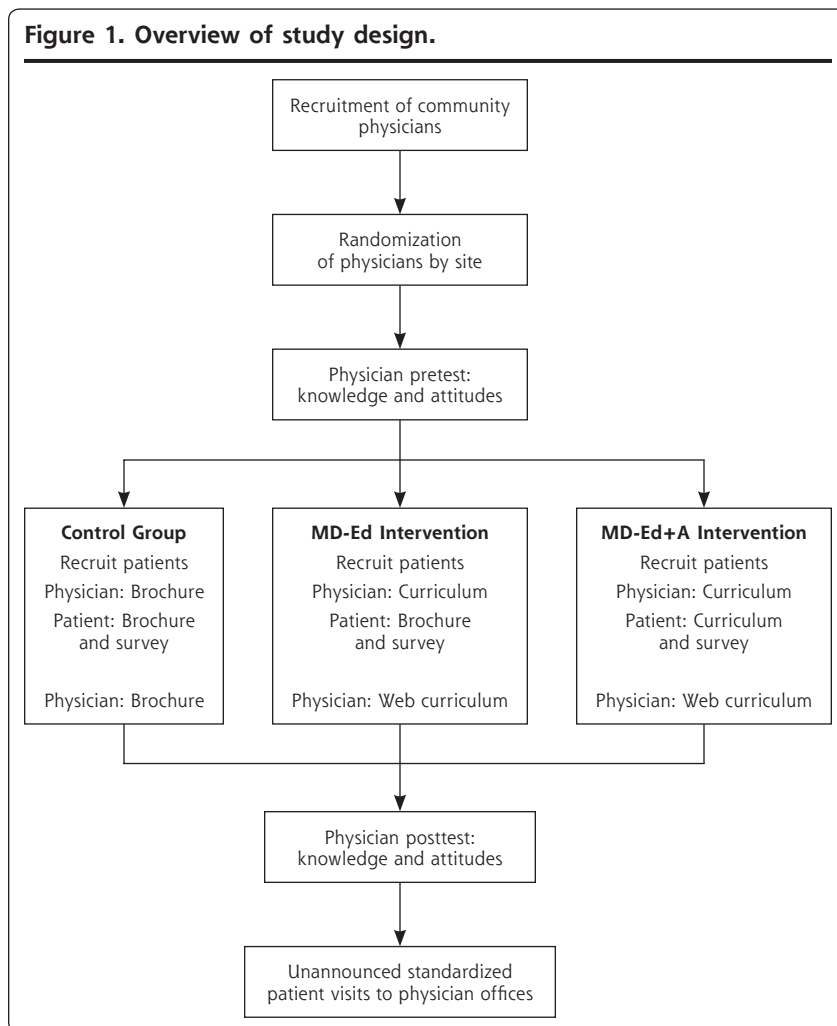 Figure 1. Overview of study design.
Recruitment of community
physicians
Randomization
of physicians by site
Physician pretest:
knowledge and attitudes
Control Group
Recruit patients
Physician: Brochure
Patient: Brochure
and survey
Physician: Brochure
MD-Ed Intervention
Recruit patients
Physician: Curriculum
Patient: Brochure
and survey
Physician: Web curriculum
MD-Ed+A Intervention
Recruit patients
Physician: Curriculum
Patient: Curriculum
and survey
Physician: Web curriculum
Physician posttest:
knowledge and attitudes
Unannounced standardized
patient visits to physician offices